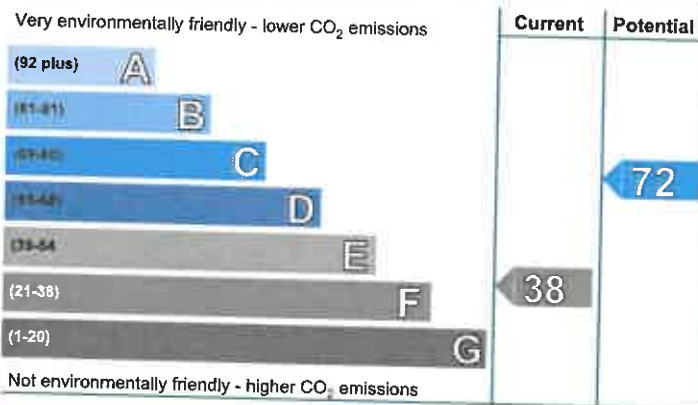 Very environmentally friendly - lower CO₂ emissions
Current
Potential
(92 plus) A
B
C
72
D
(39-54 E
(21-38) F
38
(1-20) G
Not environmentally friendly - higher CO₂ emissions